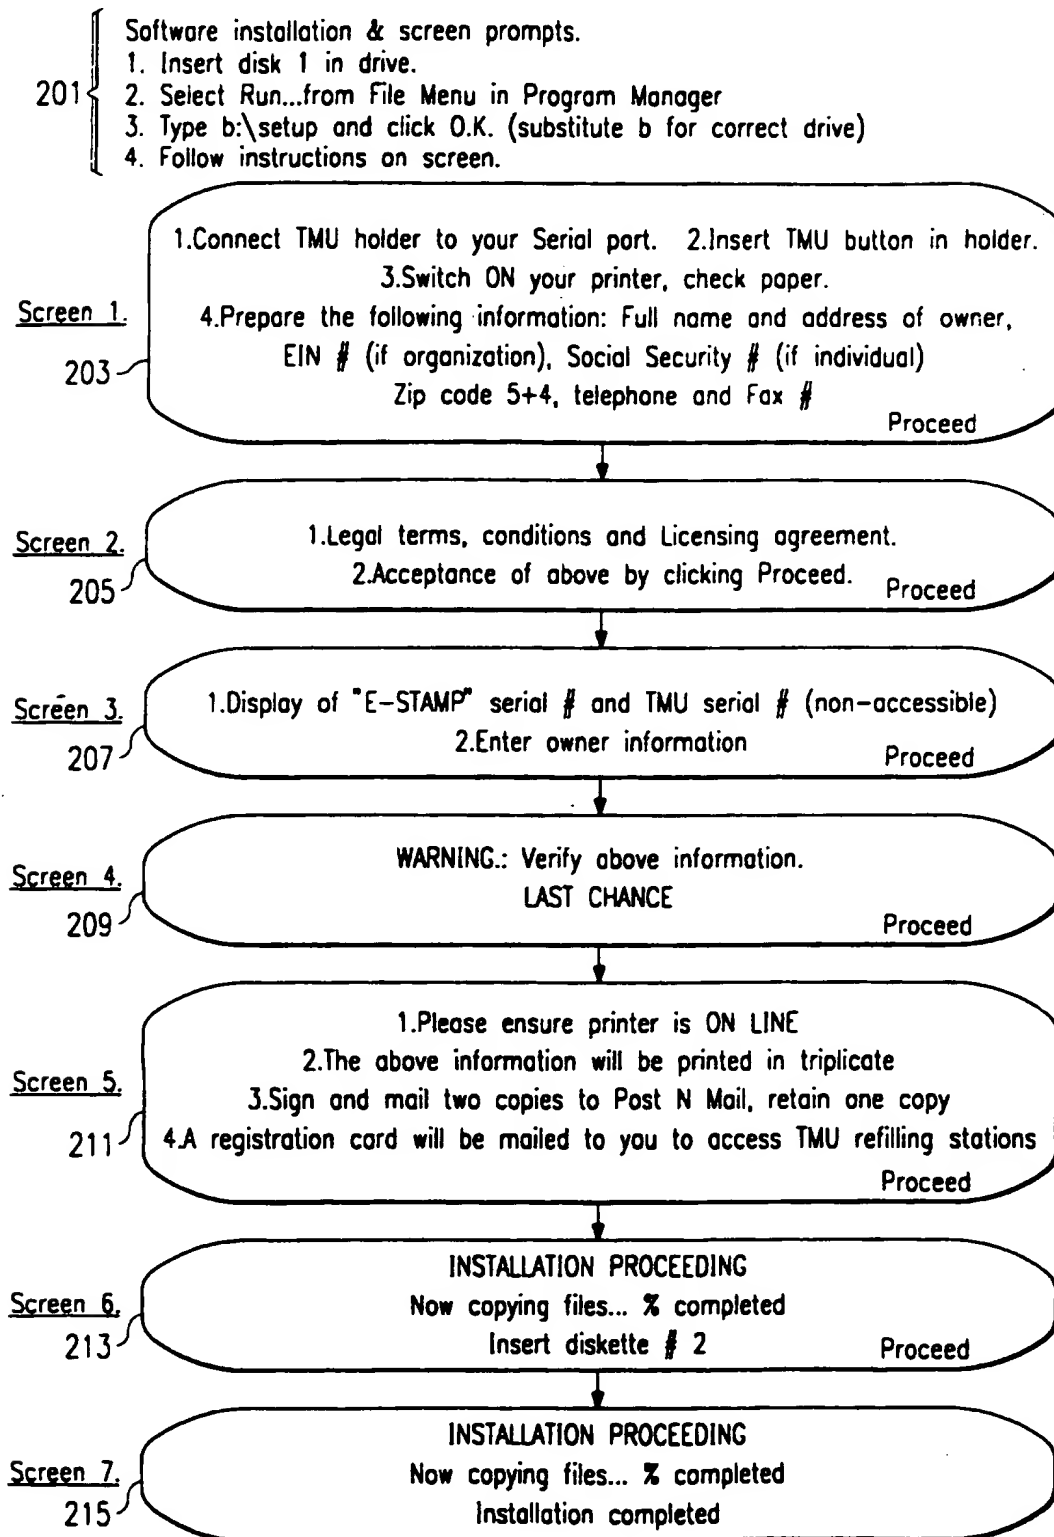 Software installation & screen prompts.
1. Insert disk 1 in drive.
201
2. Select Run...from File Menu in Program Manager
3. Type b:\setup and click O.K. (substitute b for correct drive)
4. Follow instructions on screen.
1.Connect TMU holder to your Serial port. 2.Insert TMU button in holder.
3.Switch ON your printer, check paper.
Screen 1.
4.Prepare the following information: Full name and address of owner,
203
EIN # (if organization), Social Security # (if individual)
Zip code 5+4, telephone and Fax #
Proceed
Screen 2.
1.Legal terms, conditions and Licensing agreement.
205
2.Acceptance of above by clicking Proceed.
Proceed
Screen 3.
1.Display of "E-STAMP" serial # and TMU serial # (non-accessible)
207
2.Enter owner information
Proceed
Screen 4.
WARNING.: Verify above information.
209
LAST CHANCE
Proceed
1.Please ensure printer is ON LINE
2.The above information will be printed in triplicate
Screen 5.
3.Sign and mail two copies to Post N Mail, retain one copy
211
4.A registration card will be mailed to you to access TMU refilling stations
Proceed
INSTALLATION PROCEEDING
Screen 6.
Now copying files... % completed
213
Insert diskette # 2
Proceed
INSTALLATION PROCEEDING
Screen 7.
Now copying files... % completed
215
Installation completed